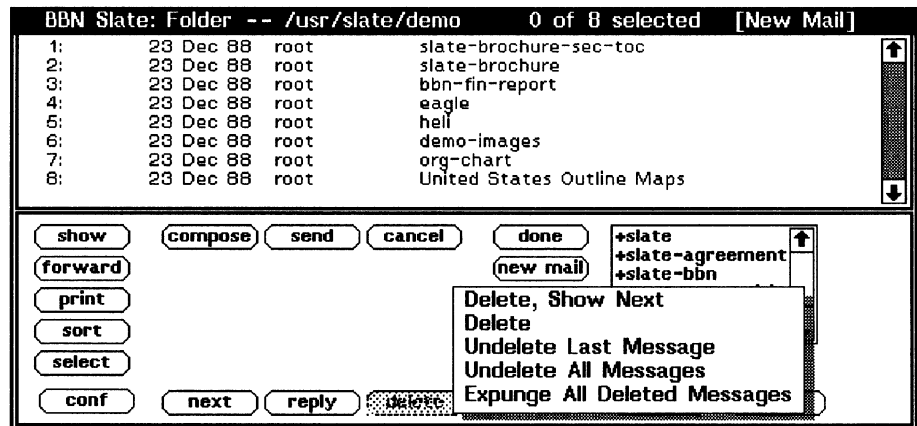 BBN Slate: Folder -- /usr/slate/demo 0 of 8 selected [New Mail]
1: 23 Dec 88 root slate-brochure-sec-toc
2: 23 Dec 88 root slate-brochure
3: 23 Dec 88 root bbn-fin-report
4: 23 Dec 88 root eagle
5: 23 Dec 88 root heli
6: 23 Dec 88 root demo-images
7: 23 Dec 88 root org-chart
8: 23 Dec 88 root United States Outline Maps
show compose send cancel done +slate
+slate-agreement
forward new mail +slate-bbn
print Delete, Show Next
Delete
sort Undelete Last Message
select Undelete All Messages
conf next reply delete Expunge All Deleted Messages